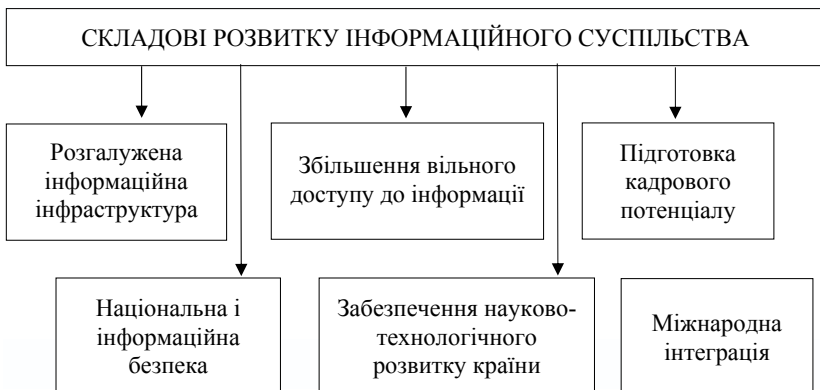 СКЛАДОВІ РОЗВИТКУ ІНФОРМАЦІЙНОГО СУСПІЛЬСТВА
Розгалужена
інформаційна
інфраструктура
Збільшення вільного
доступу до інформації
Підготовка
кадрового
потенціалу
Національна і
інформаційна
безпека
Забезпечення науково-
технологічного
розвитку країни
Міжнародна
інтеграція